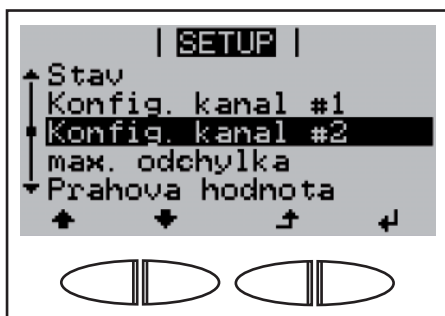 SETUP
Stav
Konfig. kanal #1
Konfig. kanal #2
max. odchylka
Prahova hodnota